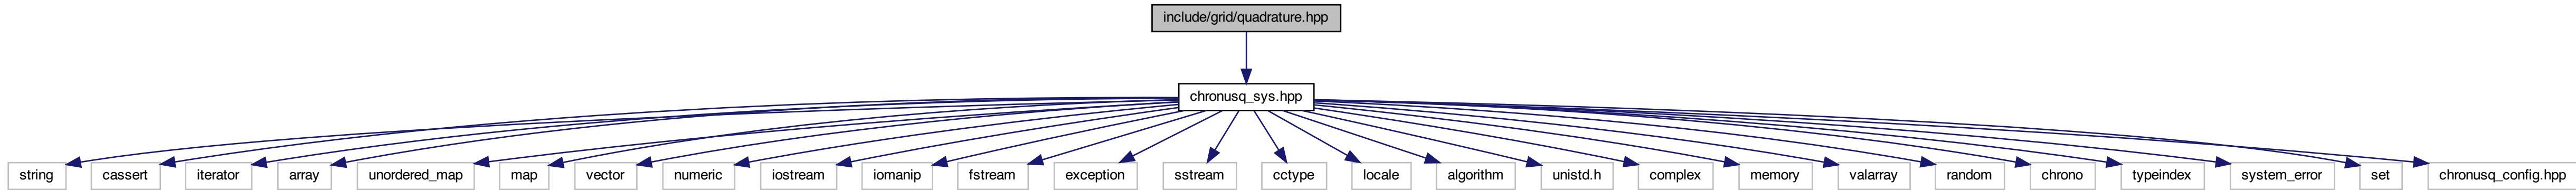 include/grid/quadrature.hpp
chronusq_sys.hpp
string
cassert
iterator
array
unordered_map
map
vector
numeric
iostream
iomanip
fstream
exception
sstream
cctype
locale
algorithm
unistd.h
complex
memory
valarray
random
chrono
typeindex
system_error
set
chronusq_config.hpp